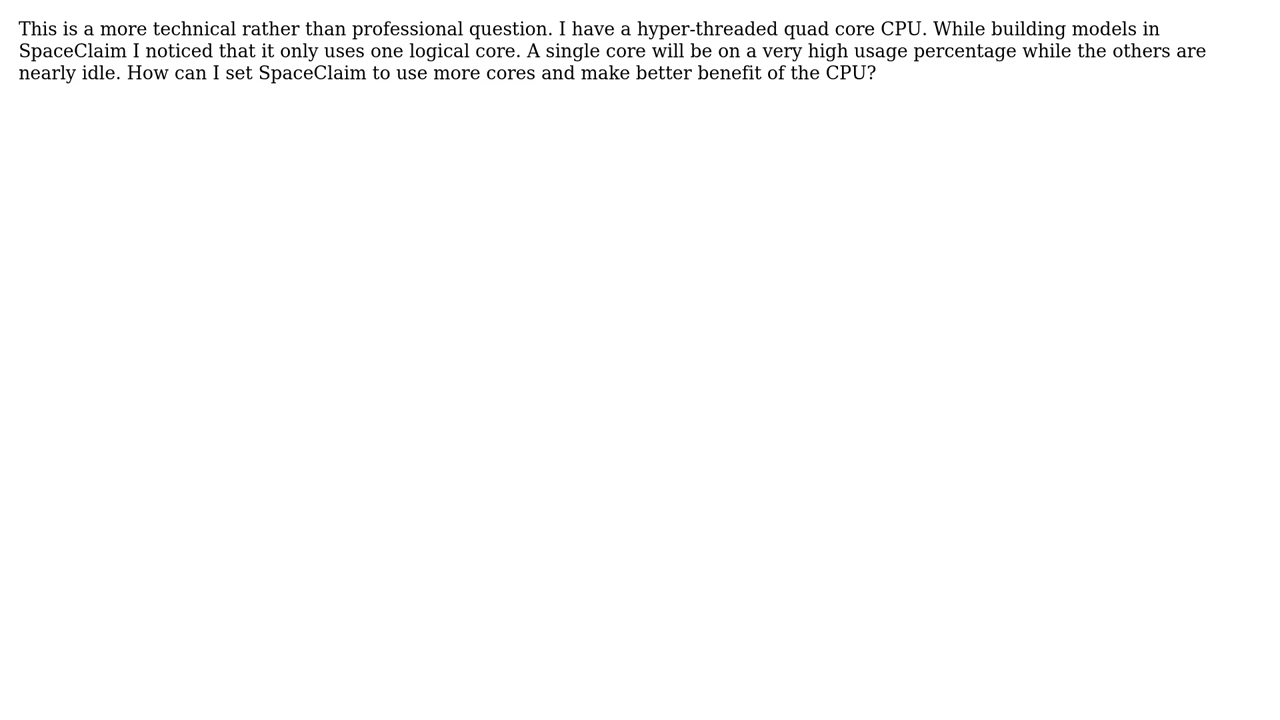 This is a more technical rather than professional question. I have a hyper-threaded quad core CPU. While building models in
SpaceClaim I noticed that it only uses one logical core. A single core will be on a very high usage percentage while the others are
nearly idle. How can I set SpaceClaim to use more cores and make better benefit of the CPU?